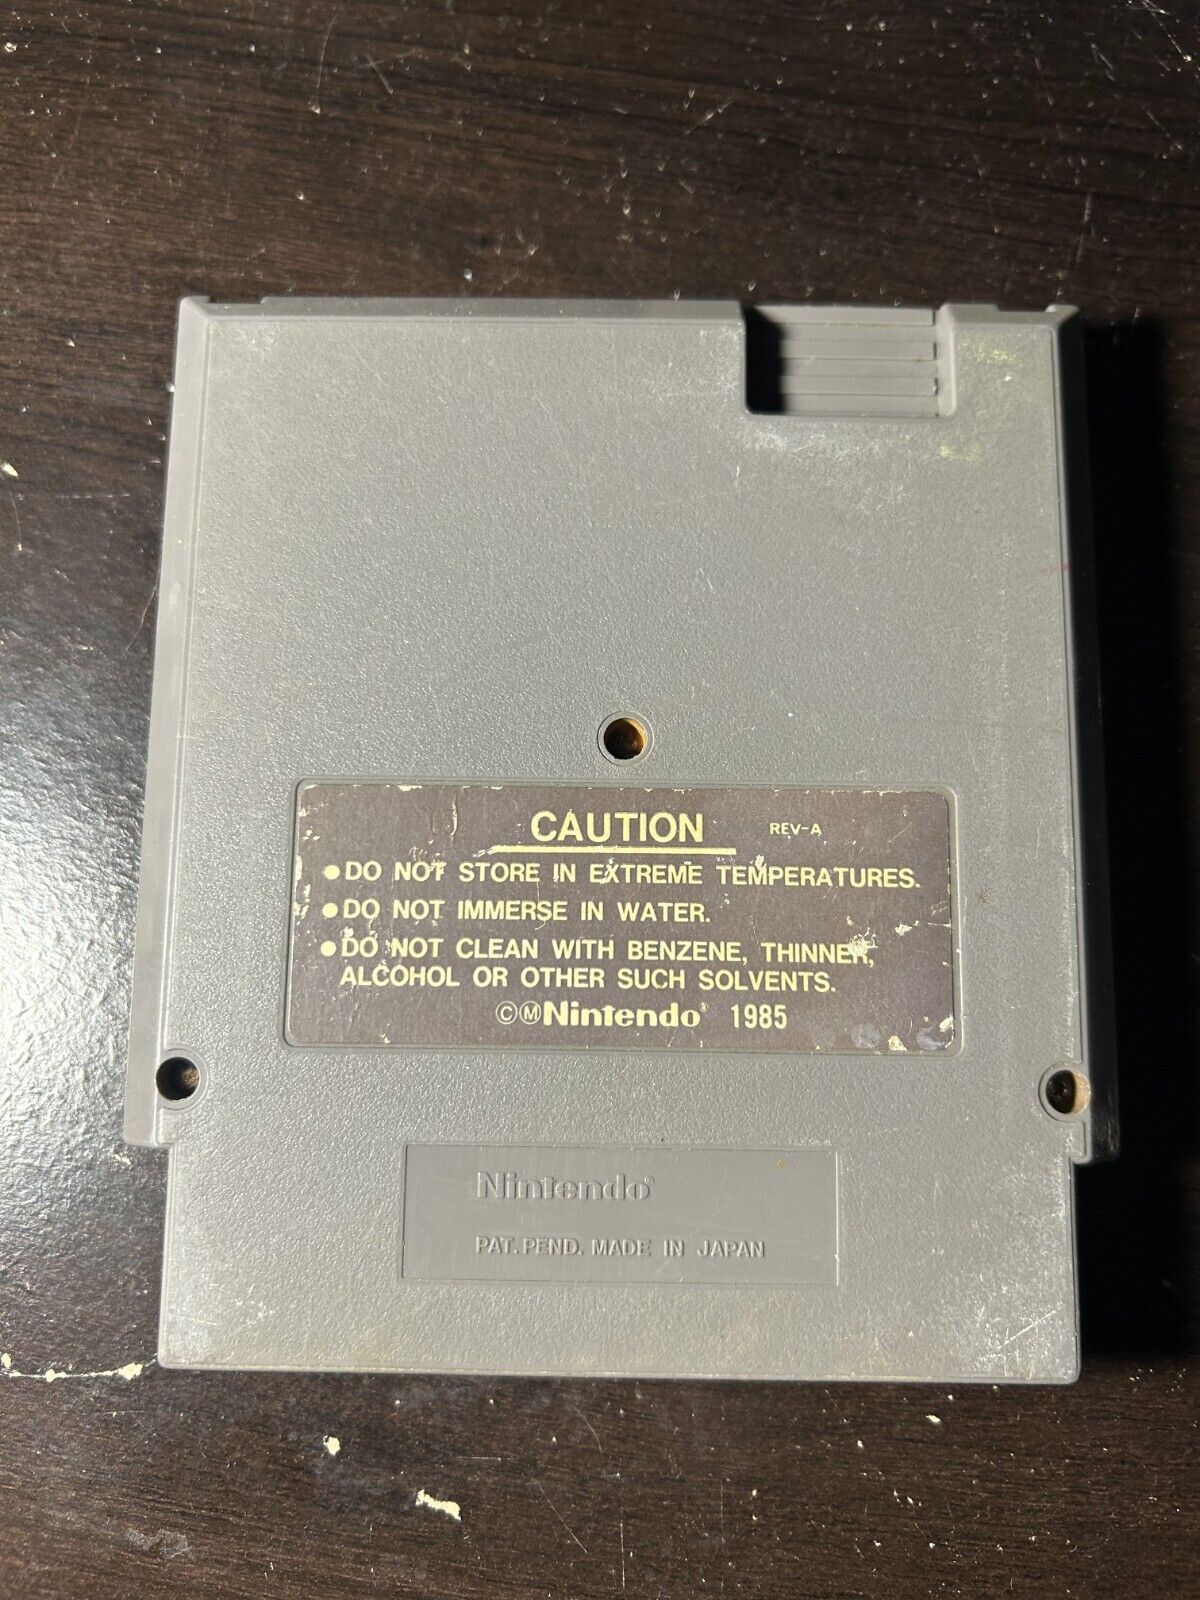 CAUTION REV-A
●DO NOT STORE IN EXTREME TEMPERATURES.
●DO NOT IMMERSE IN WATER.
●DO NOT CLEAN WITH BENZENE, THINNER,
ALCOHOL OR OTHER SUCH SOLVENTS.
©ⓂNintendo® 1985
Nintendo®
PAT. PEND. MADE IN JAPAN